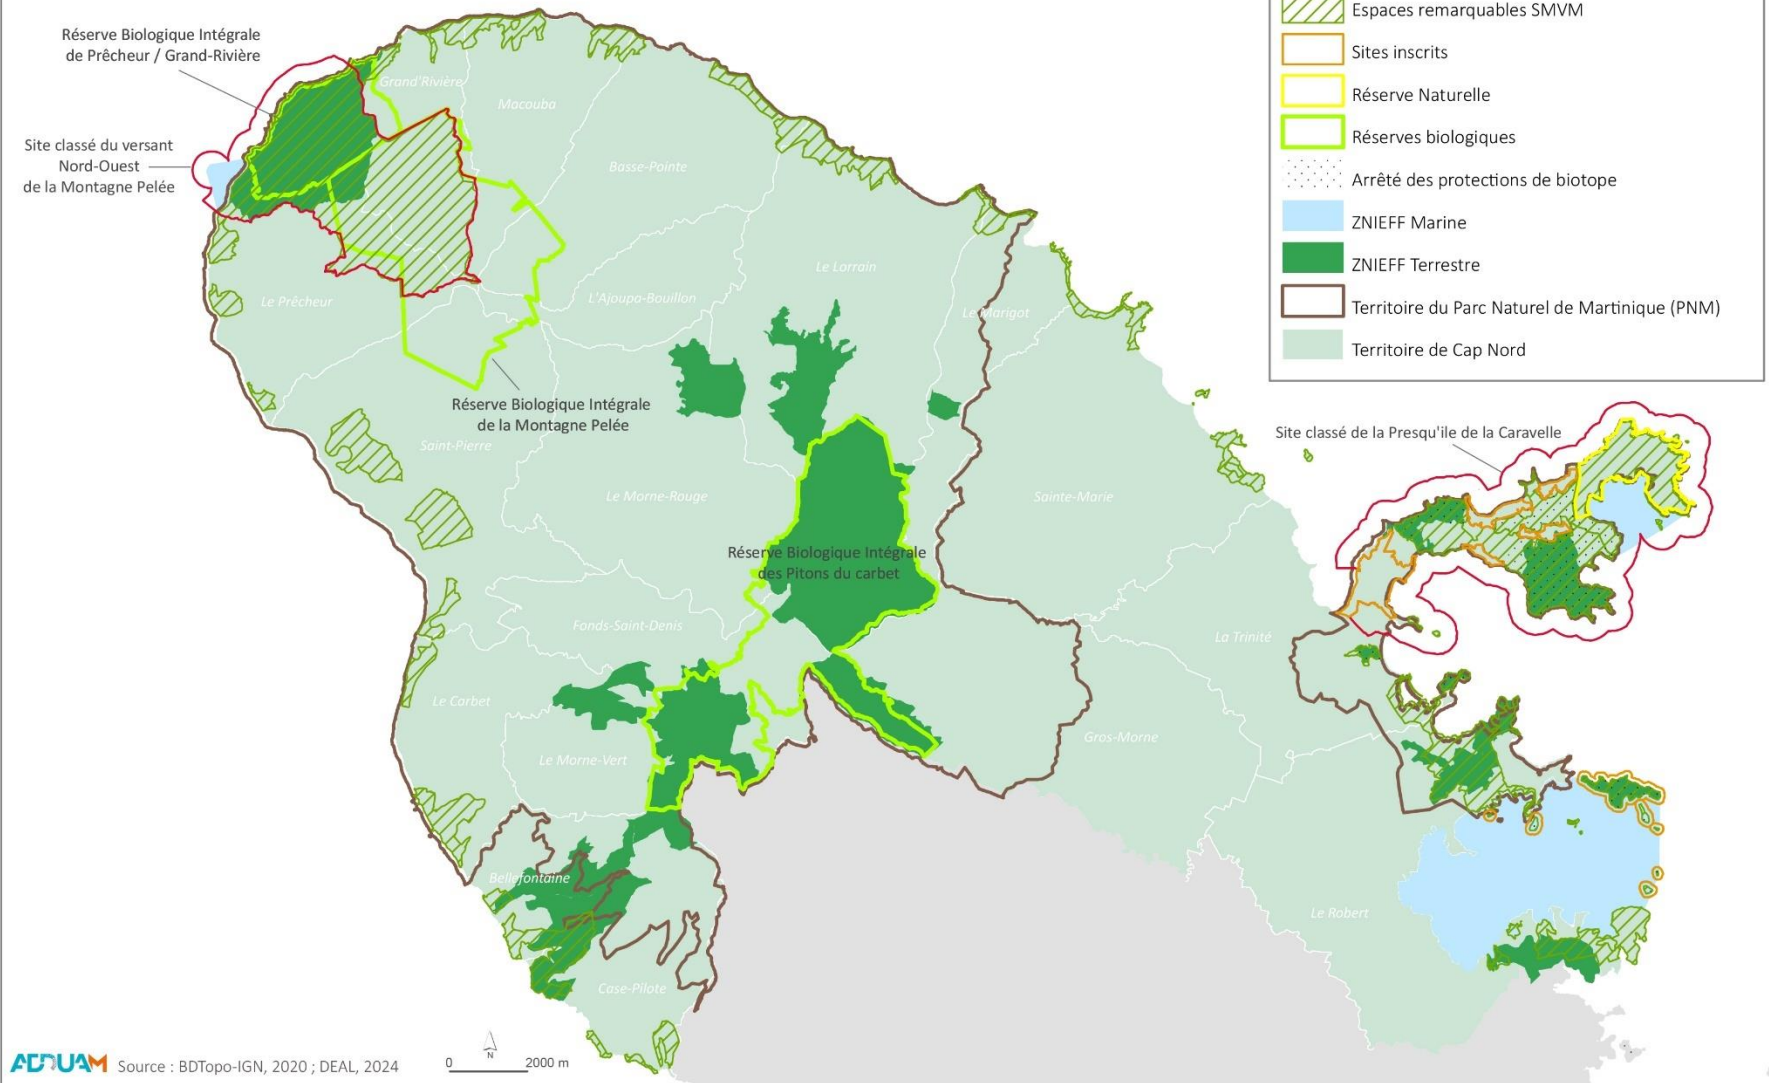 Réserve Biologique Intégrale
de Prêcheur / Grand-Rivière
Site classé du versant
Nord-Ouest
de la Montagne Pelée
Grand'Rivière
Macouba
Basse-Pointe
Le Lorrain
L'Ajoupa-Bouillon
Le Marigot
Le Prêcheur
Réserve Biologique Intégrale
de la Montagne Pelée
Saint-Pierre
Le Morne-Rouge
Sainte-Marie
Réserve Biologique Intégrale
des Pitons du carbet
Fonds-Saint-Denis
La Trinité
Le Carbet
Gros-Morne
Le Morne-Vert
Bellefontaine
Le Robert
Case-Pilote
Site classé de la Presqu'ile de la Caravelle
Espaces remarquables SMVM
Sites inscrits
Réserve Naturelle
Réserves biologiques
Arrêté des protections de biotope
ZNIEFF Marine
ZNIEFF Terrestre
Territoire du Parc Naturel de Martinique (PNM)
Territoire de Cap Nord
ADDUAM
Source : BDTopo-IGN, 2020 ; DEAL, 2024
N
0 2000 m